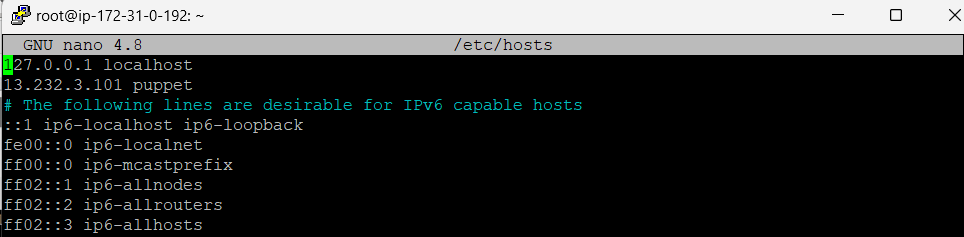 root@ip-172-31-0-192: ~
GNU nano 4.8 /etc/hosts
127.0.0.1 localhost
13.232.3.101 puppet
# The following lines are desirable for IPv6 capable hosts
::1 ip6-localhost ip6-loopback
fe00::0 ip6-localnet
ff00::0 ip6-mcastprefix
ff02::1 ip6-allnodes
ff02::2 ip6-allrouters
ff02::3 ip6-allhosts